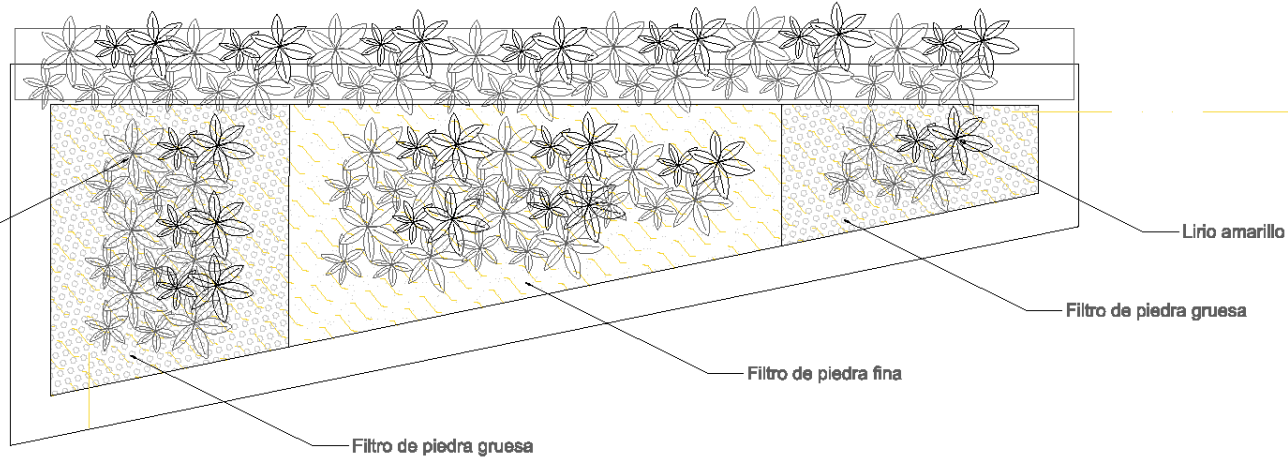 Lirio amarillo
Filtro de piedra gruesa
Filtro de piedra fina
Filtro de piedra gruesa